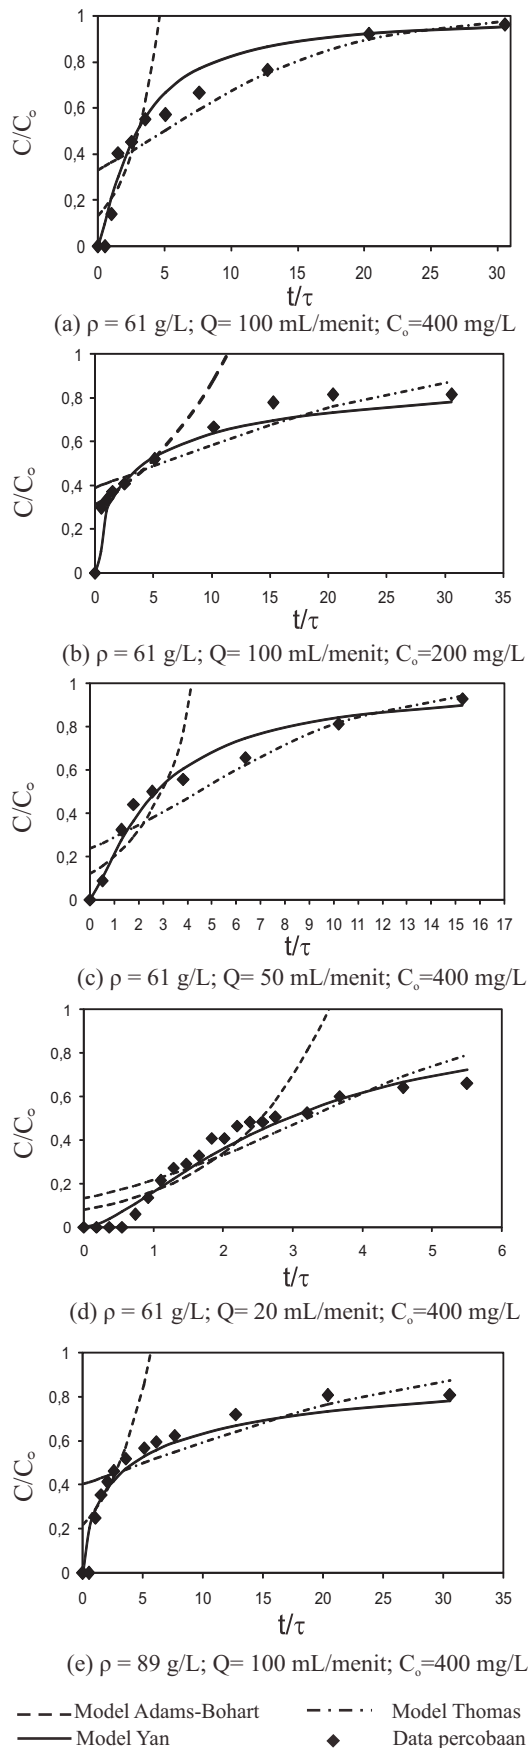 1
0,8
0,6
0,4
0,2
0
C/Cₒ
0 5 10 15 20 25 30
t/τ
(a) ρ = 61 g/L; Q= 100 mL/menit; Cₒ=400 mg/L
1
0,8
0,6
0,4
0,2
0
C/Cₒ
0 5 10 15 20 25 30 35
t/τ
(b) ρ = 61 g/L; Q= 100 mL/menit; Cₒ=200 mg/L
1
0,8
0,6
0,4
0,2
0
C/Cₒ
0 1 2 3 4 5 6 7 8 9 10 11 12 13 14 15 16 17
t/τ
(c) ρ = 61 g/L; Q= 50 mL/menit; Cₒ=400 mg/L
1
0,8
0,6
0,4
0,2
0
C/Cₒ
0 1 2 3 4 5 6
t/τ
(d) ρ = 61 g/L; Q= 20 mL/menit; Cₒ=400 mg/L
1
0,8
0,6
0,4
0,2
0
C/Cₒ
0 5 10 15 20 25 30 35
t/τ
(e) ρ = 89 g/L; Q= 100 mL/menit; Cₒ=400 mg/L
Model Adams-Bohart Model Thomas
Model Yan Data percobaan